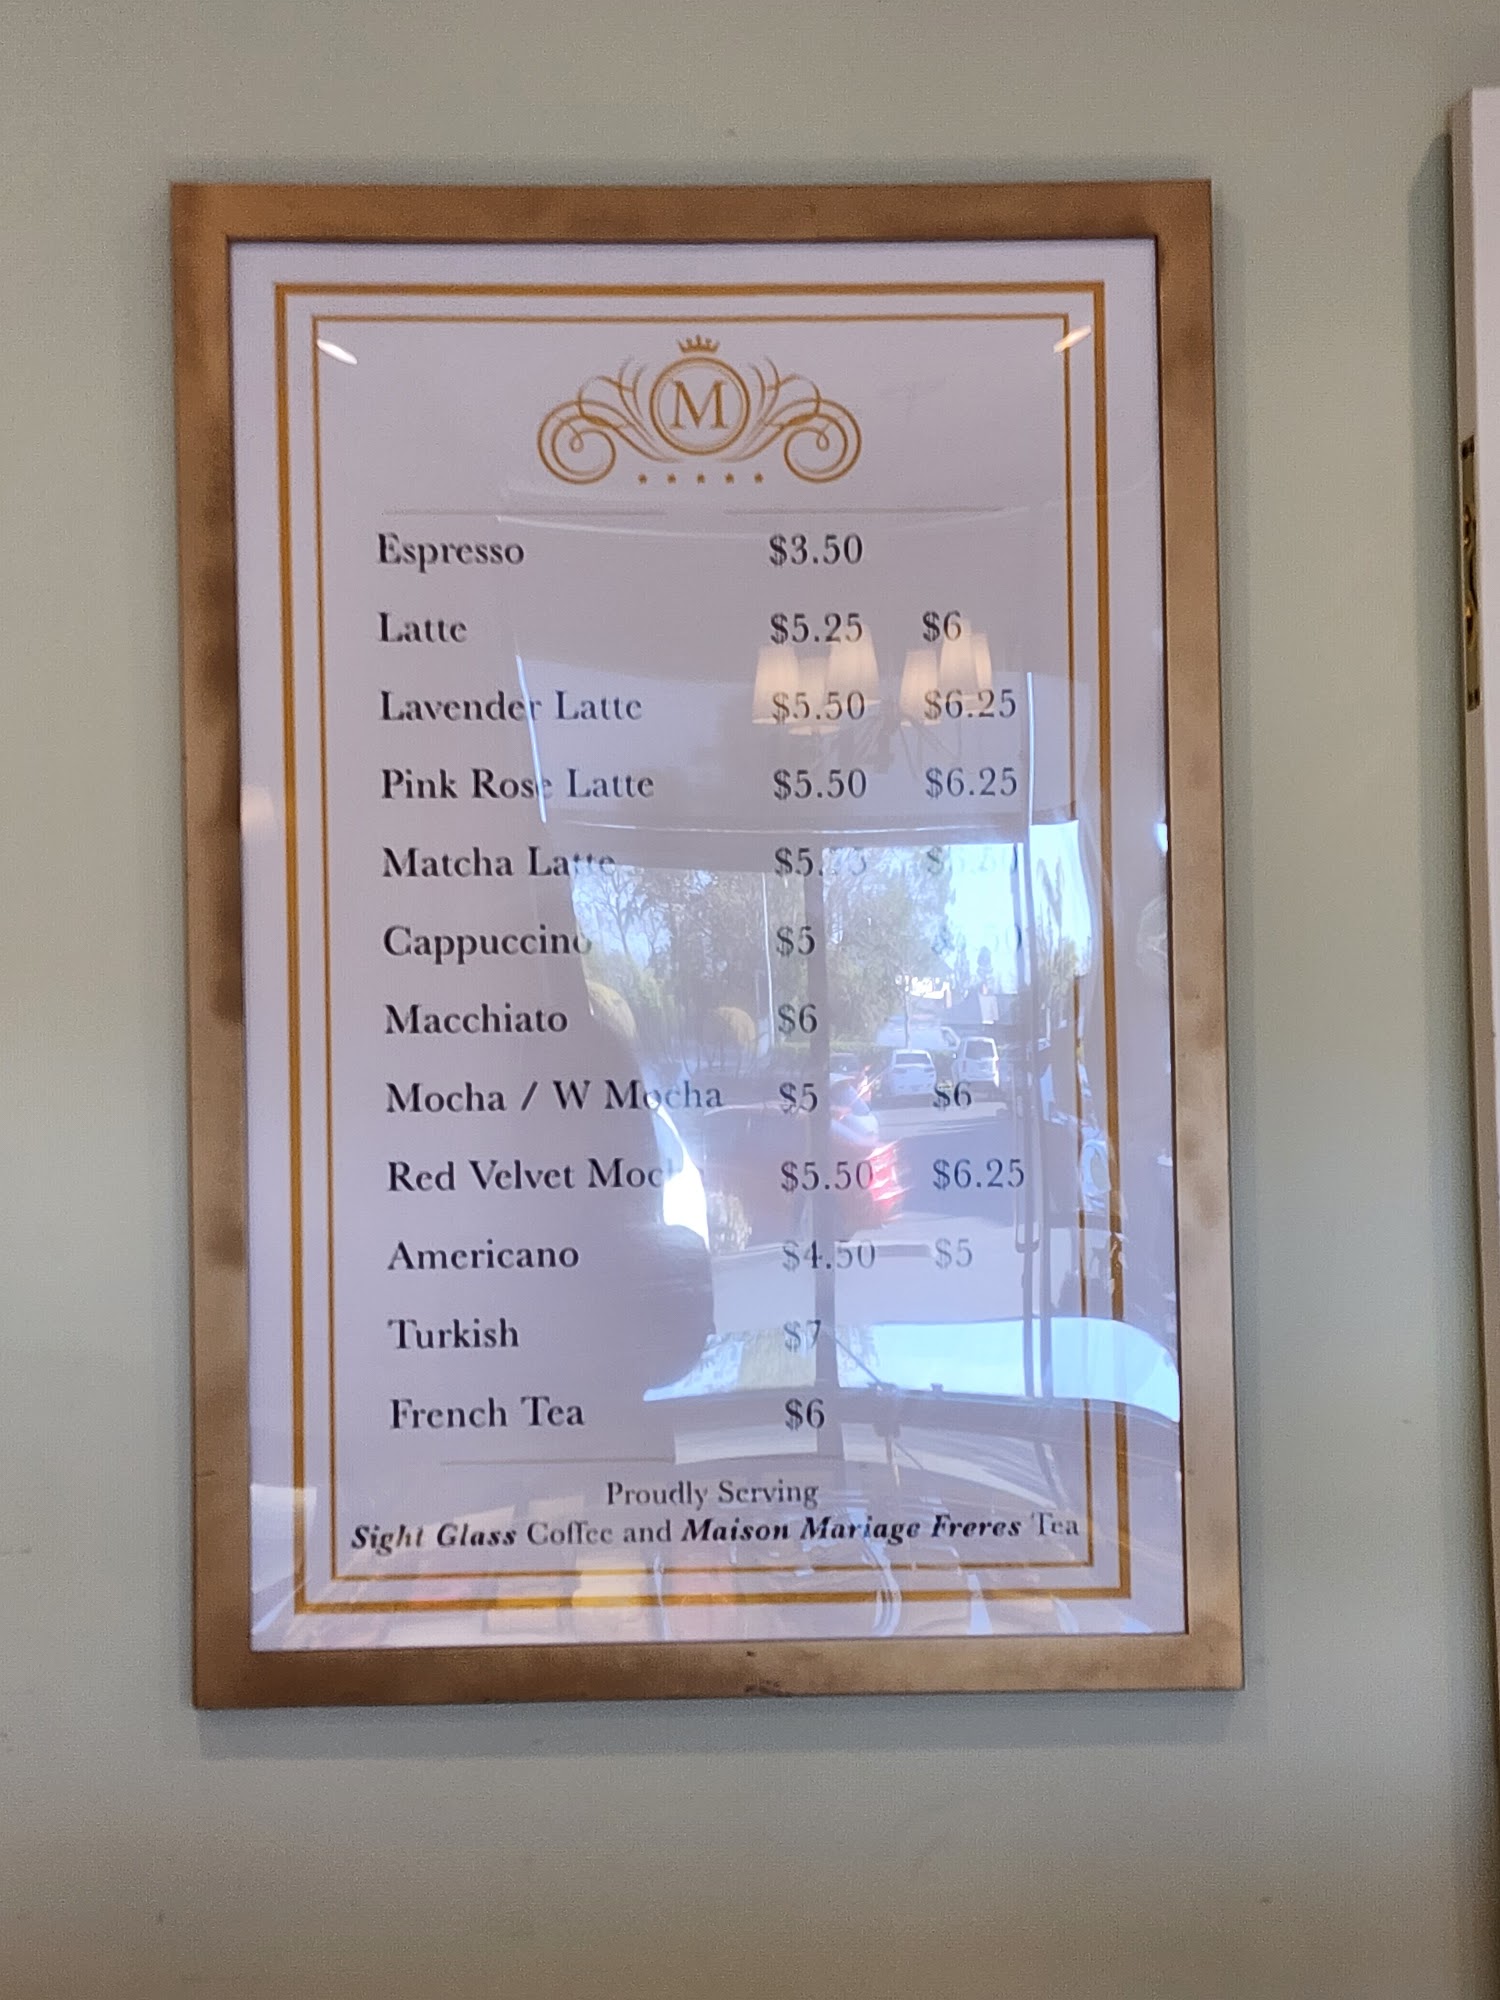 M
Espresso $3.50
Latte $5.25 $6
Lavender Latte $5.50 $6.25
Pink Rose Latte $5.50 $6.25
Matcha Latte
Cappuccino $5
Macchiato $6
Mocha / W Mocha $5 $6
Red Velvet Mocha $5.50 $6.25
Americano $4.50 $5
Turkish $7
French Tea $6
Proudly Serving
Sight Glass Coffee and Maison Mariage Freres Tea